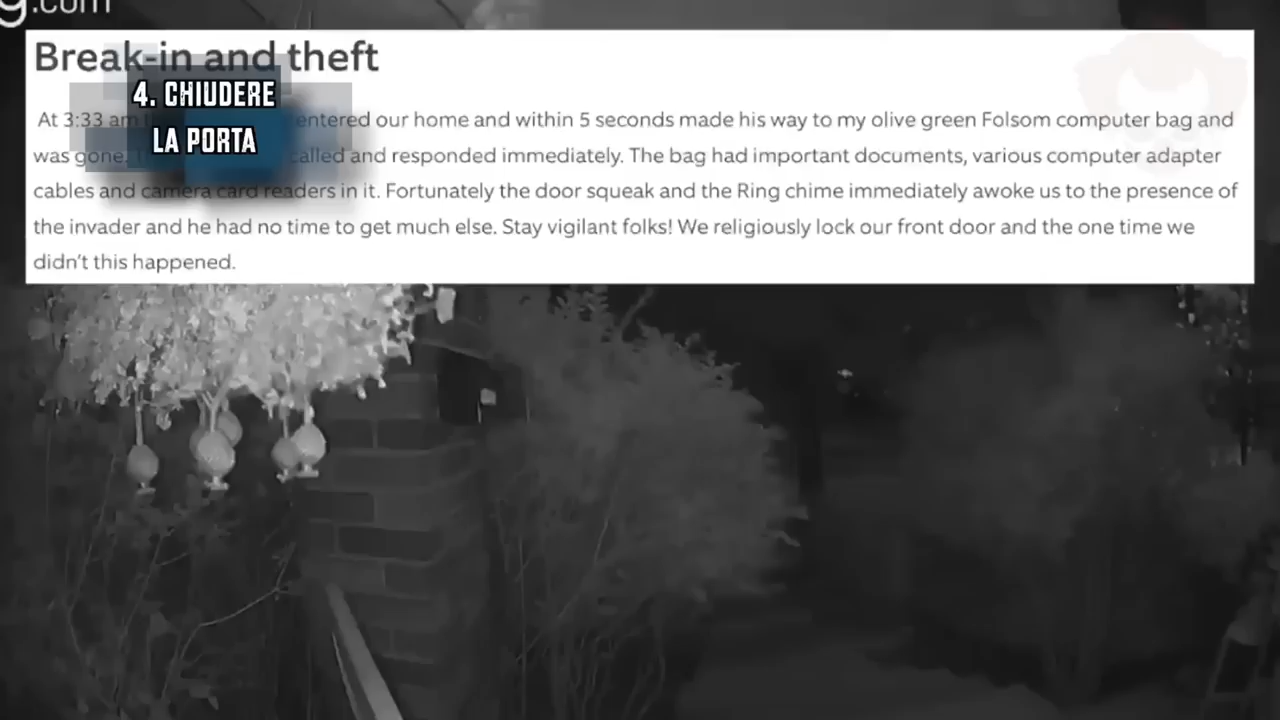 g.com
Break-in and theft
4. CHIUDERE
LA PORTA
At 3:33 am entered our home and within 5 seconds made his way to my olive green Folsom computer bag and
was gone. called and responded immediately. The bag had important documents, various computer adapter
cables and camera card readers in it. Fortunately the door squeak and the Ring chime immediately awoke us to the presence of
the invader and he had no time to get much else. Stay vigilant folks! We religiously lock our front door and the one time we
didn't this happened.